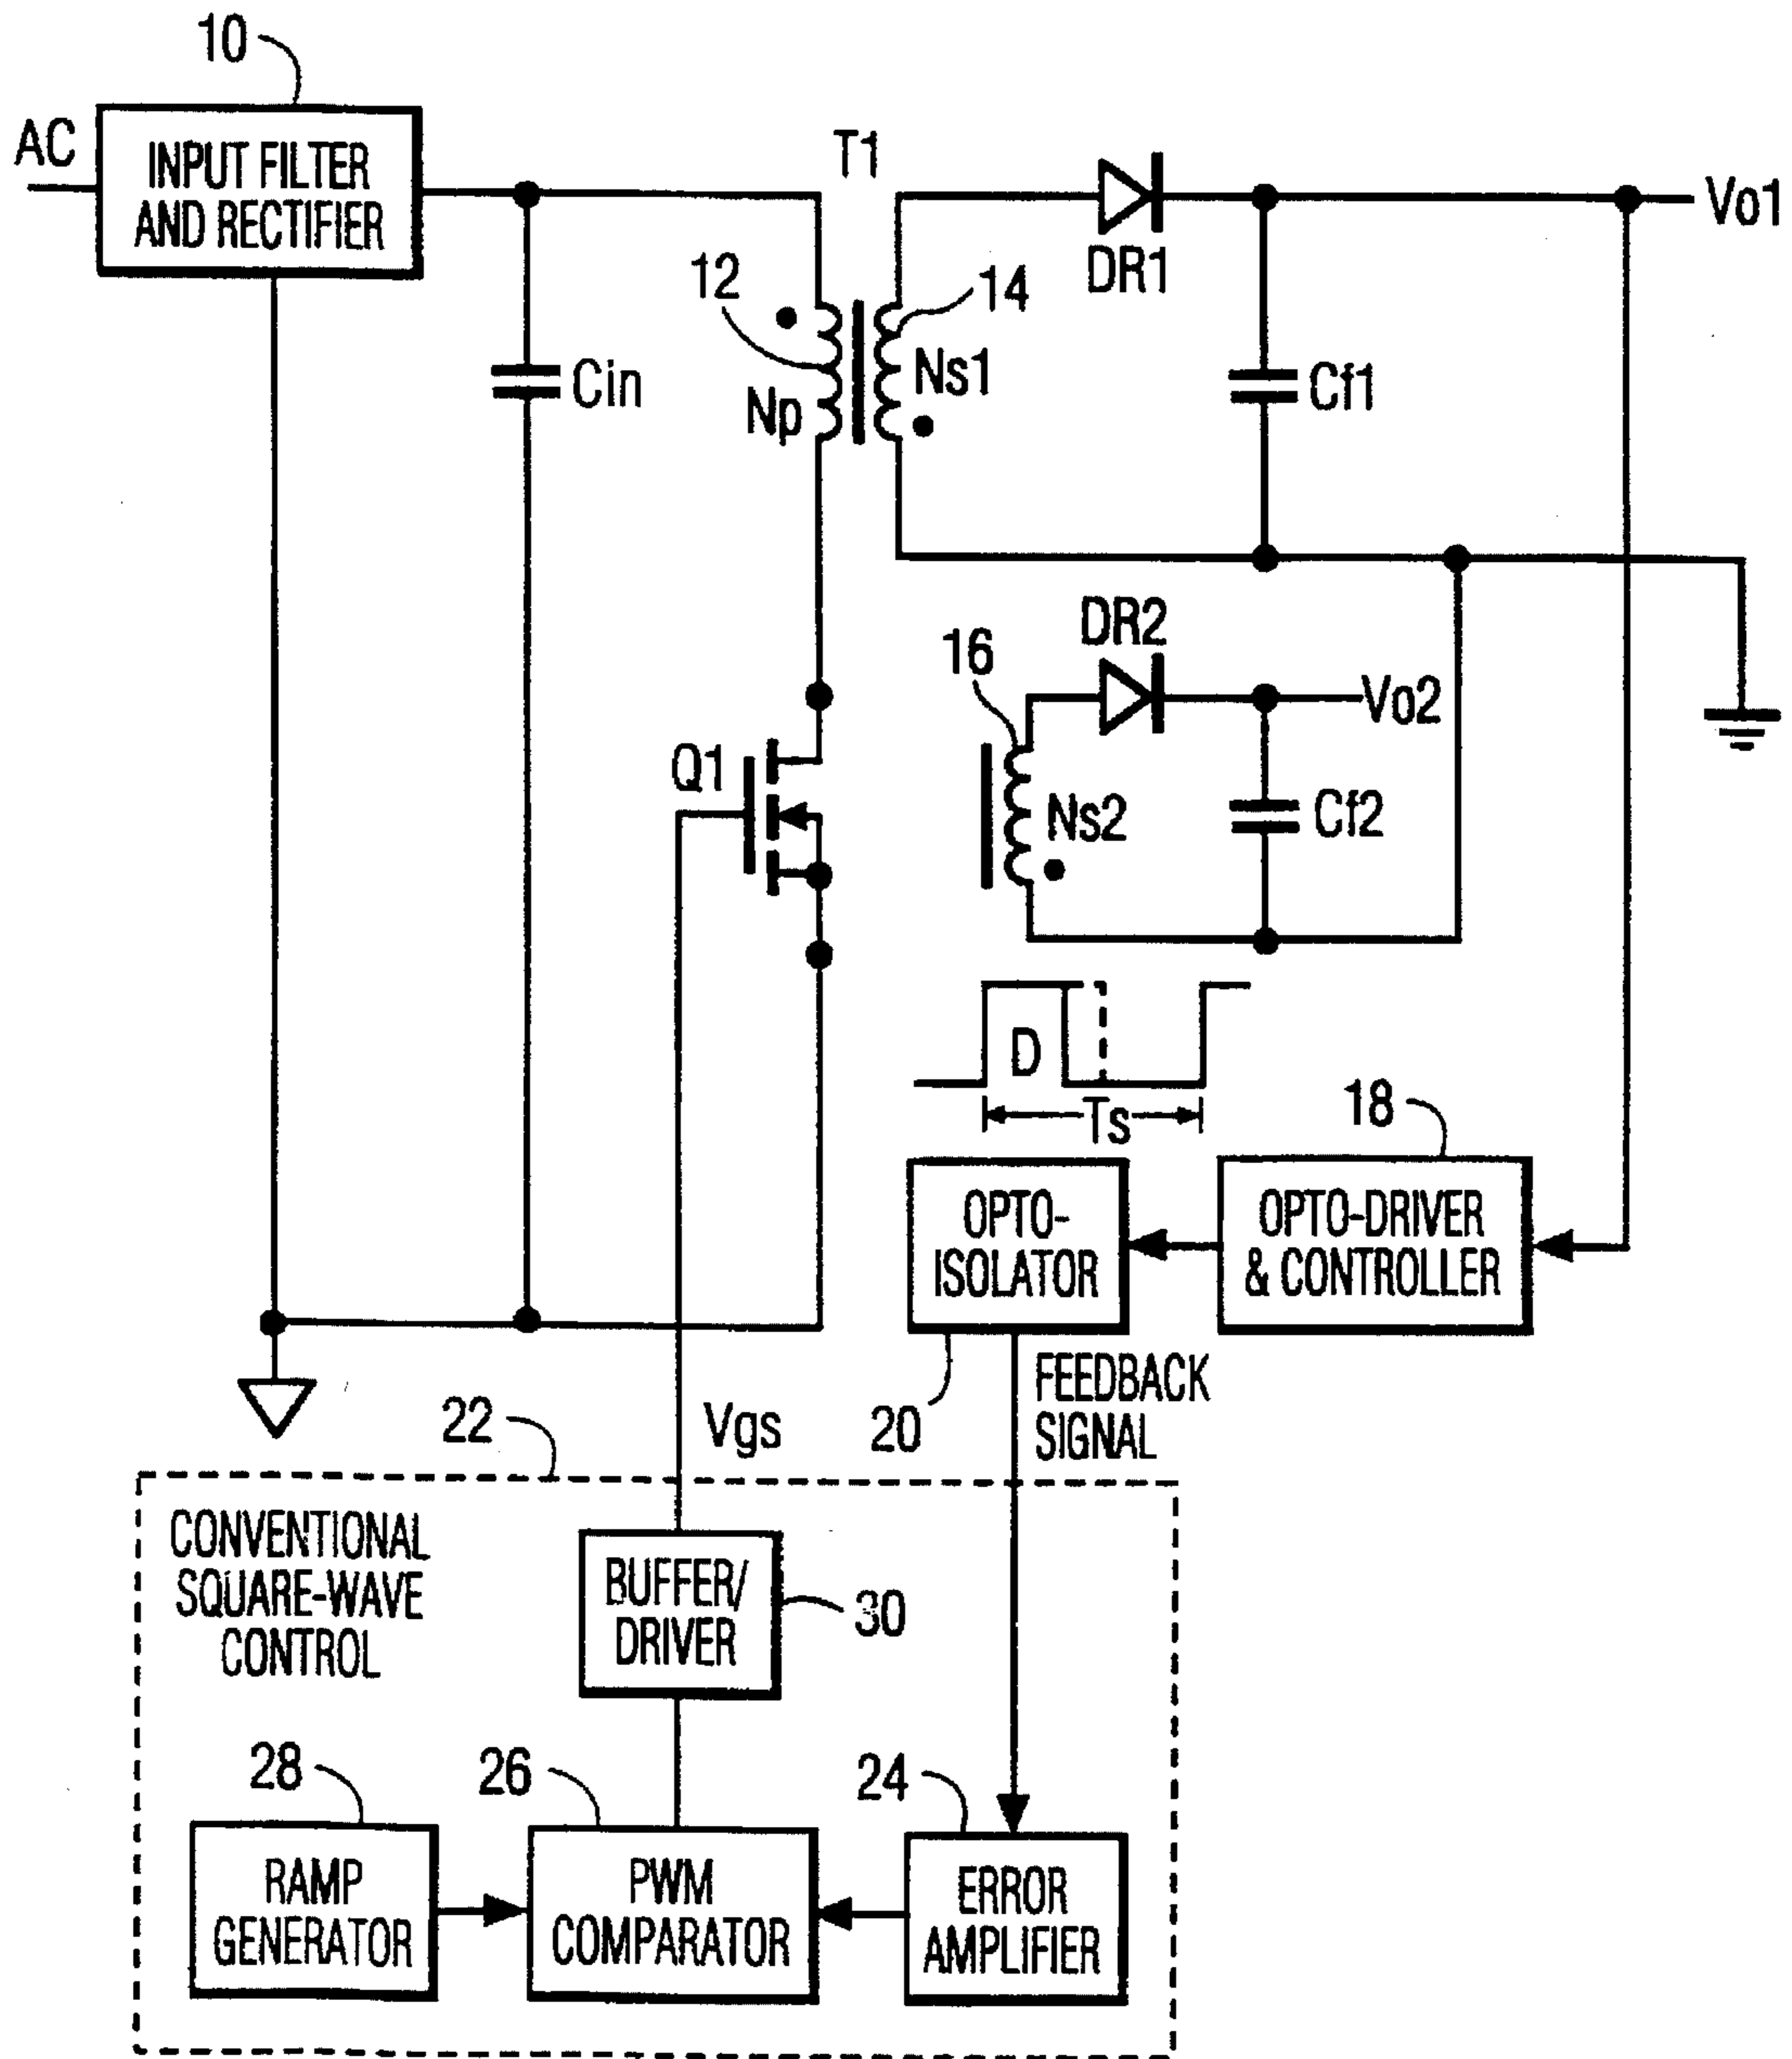 10
AC
INPUT FILTER
AND RECTIFIER
T1
Vo1
DR1
12
14
Cin
Np
Ns1
Cf1
DR2
16
Vo2
Q1
Ns2
Cf2
D
Ts
18
OPTO-
ISOLATOR
OPTO-DRIVER
& CONTROLLER
20
FEEDBACK
SIGNAL
22
Vgs
CONVENTIONAL
SQUARE-WAVE
CONTROL
BUFFER/
DRIVER
30
28
26
24
RAMP
GENERATOR
PWM
COMPARATOR
ERROR
AMPLIFIER